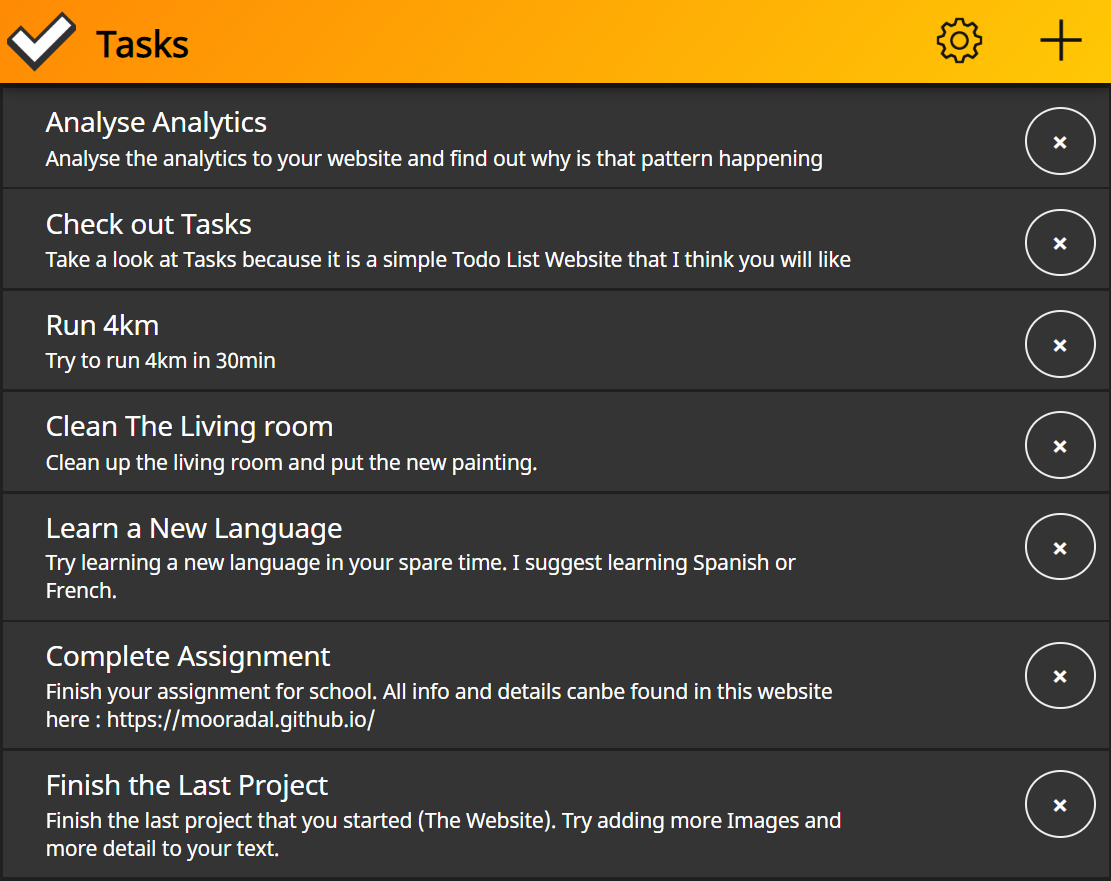 Tasks
Analyse Analytics
Analyse the analytics to your website and find out why is that pattern happening
Check out Tasks
Take a look at Tasks because it is a simple Todo List Website that I think you will like
Run 4km
Try to run 4km in 30min
Clean The Living room
Clean up the living room and put the new painting.
Learn a New Language
Try learning a new language in your spare time. I suggest learning Spanish or
French.
Complete Assignment
Finish your assignment for school. All info and details canbe found in this website
here : https://mooradal.github.io/
Finish the Last Project
Finish the last project that you started (The Website). Try adding more Images and
more detail to your text.